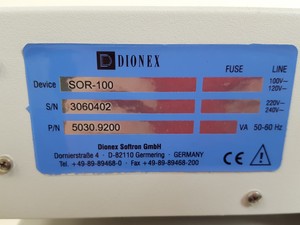 DIONEX
FUSE LINE
Device SOR-100 100V~
120V~
S/N 3060402 220V~
240V~
P/N 5030.9200 VA 50-60 Hz
Dionex Softron GmbH
Dornierstraße 4 · D-82110 Germering · GERMANY
Tel. +49-89-89468-0 · Fax +49-89-89468-200
CE